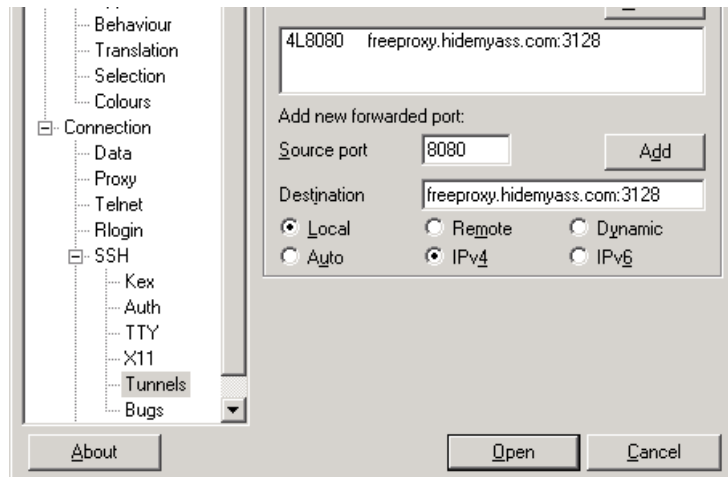 Behaviour
Translation
Selection
Colours
Connection
Data
Proxy
Telnet
Rlogin
SSH
Kex
Auth
TTY
X11
Tunnels
Bugs
4L8080 freeproxy.hidemyass.com:3128
Add new forwarded port:
Source port 8080 Add
Destination freeproxy.hidemyass.com:3128
Local Remote Dynamic
Auto IPv4 IPv6
About Open Cancel